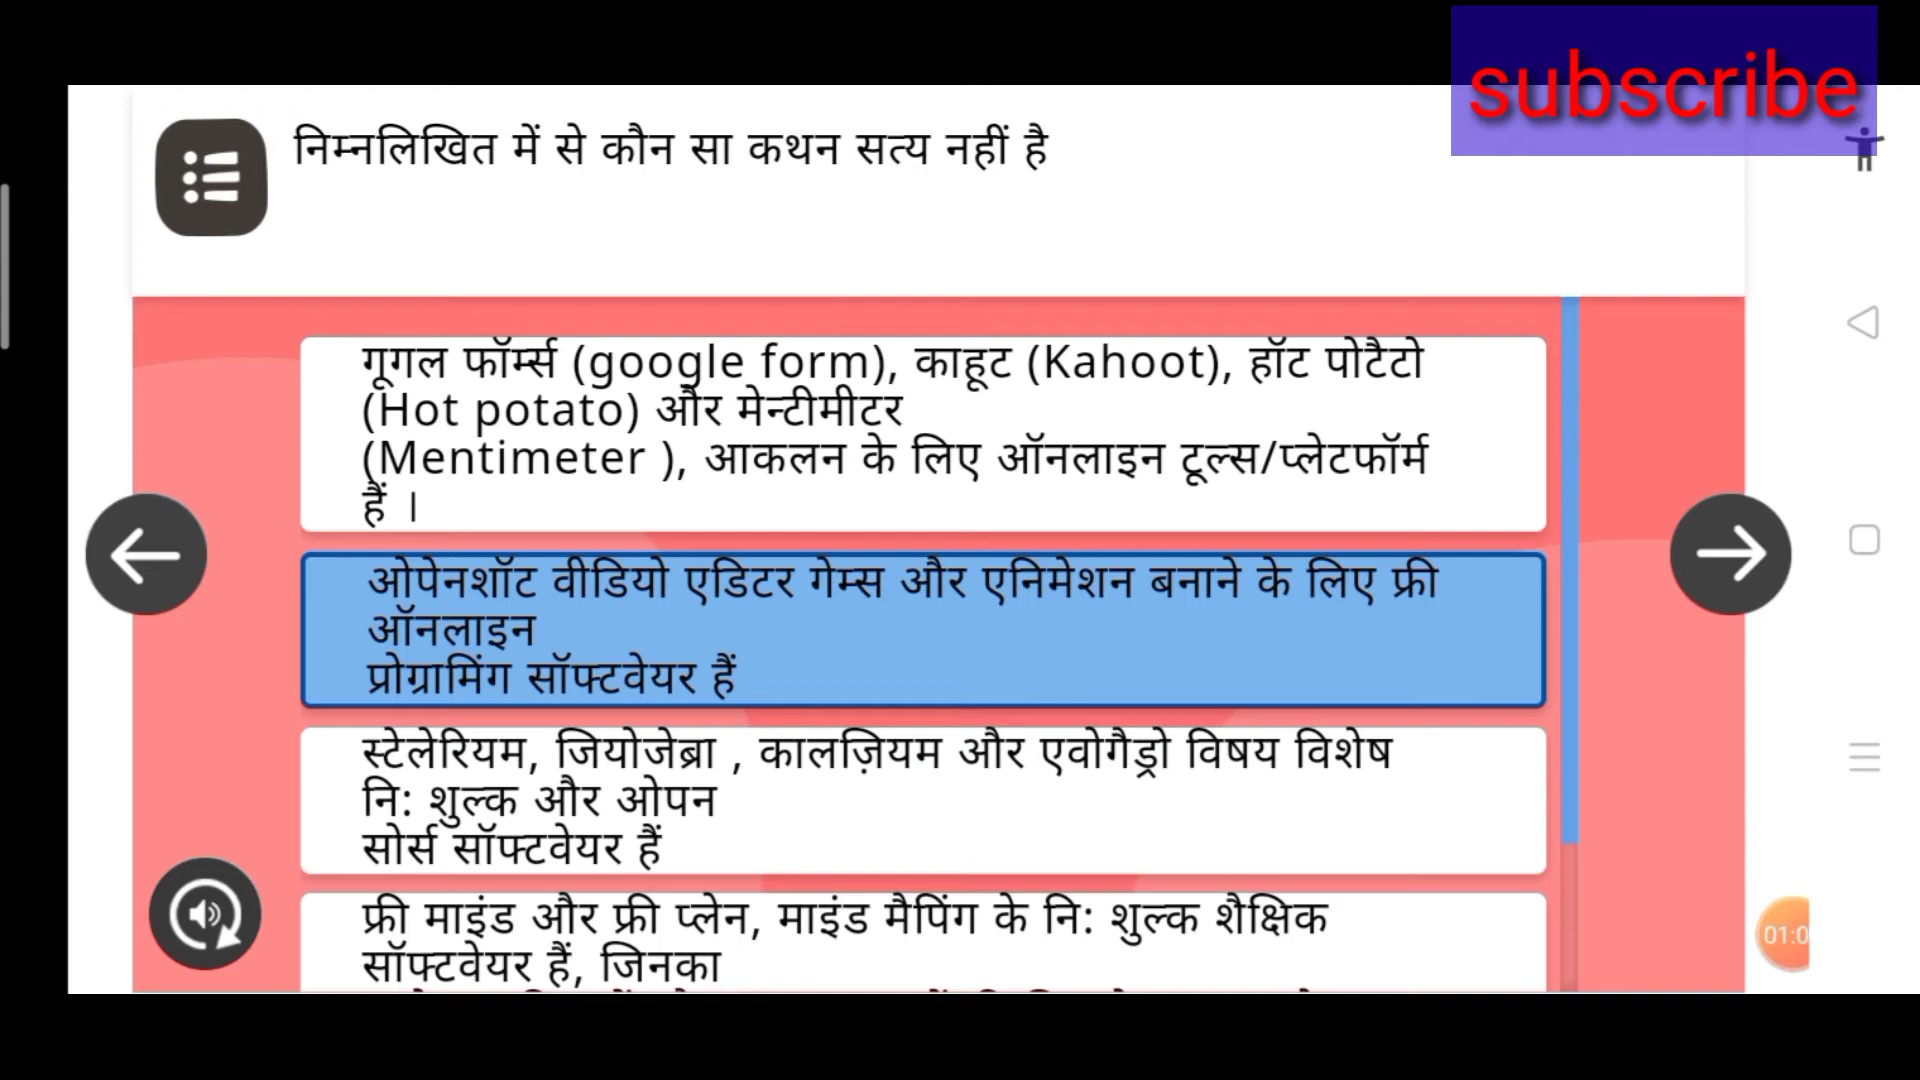 subscribe
निम्नलिखित में से कौन सा कथन सत्य नहीं है
गूगल फॉर्म्स (google form), काहूट (Kahoot), हॉट पोटैटो
(Hot potato) और मेन्टीमीटर
(Mentimeter ), आकलन के लिए ऑनलाइन टूल्स/प्लेटफॉर्म
हैं ।
ओपेनशॉट वीडियो एडिटर गेम्स और एनिमेशन बनाने के लिए फ्री
ऑनलाइन
प्रोग्रामिंग सॉफ्टवेयर हैं
स्टेलेरियम, जियोजेब्रा , कालज़ियम और एवोगैड्रो विषय विशेष
नि: शुल्क और ओपन
सोर्स सॉफ्टवेयर हैं
फ्री माइंड और फ्री प्लेन, माइंड मैपिंग के नि: शुल्क शैक्षिक
सॉफ्टवेयर हैं, जिनका
01:0